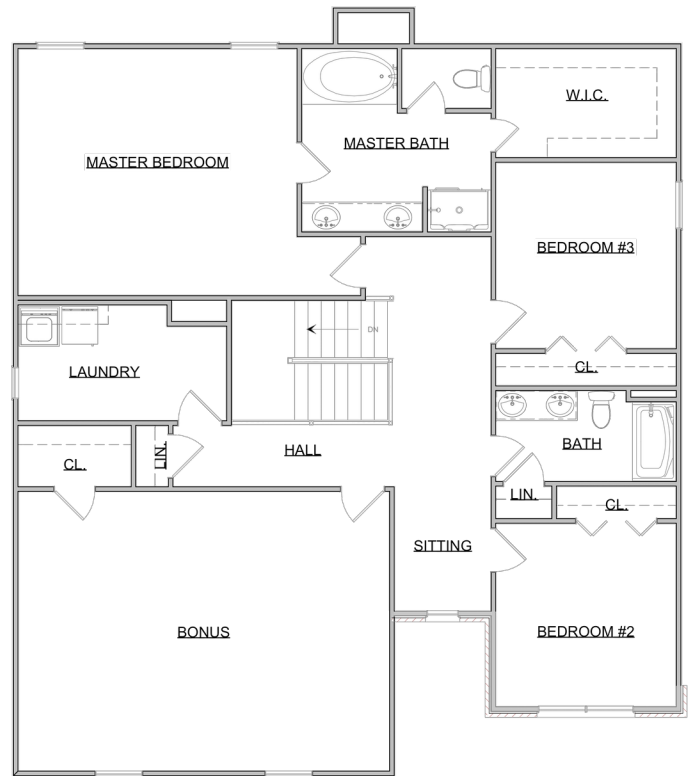 W.I.C.
MASTER BATH
MASTER BEDROOM
BEDROOM #3
DN
LAUNDRY
CL.
BATH
HALL
LIN.
CL.
LIN.
CL.
SITTING
BONUS
BEDROOM #2